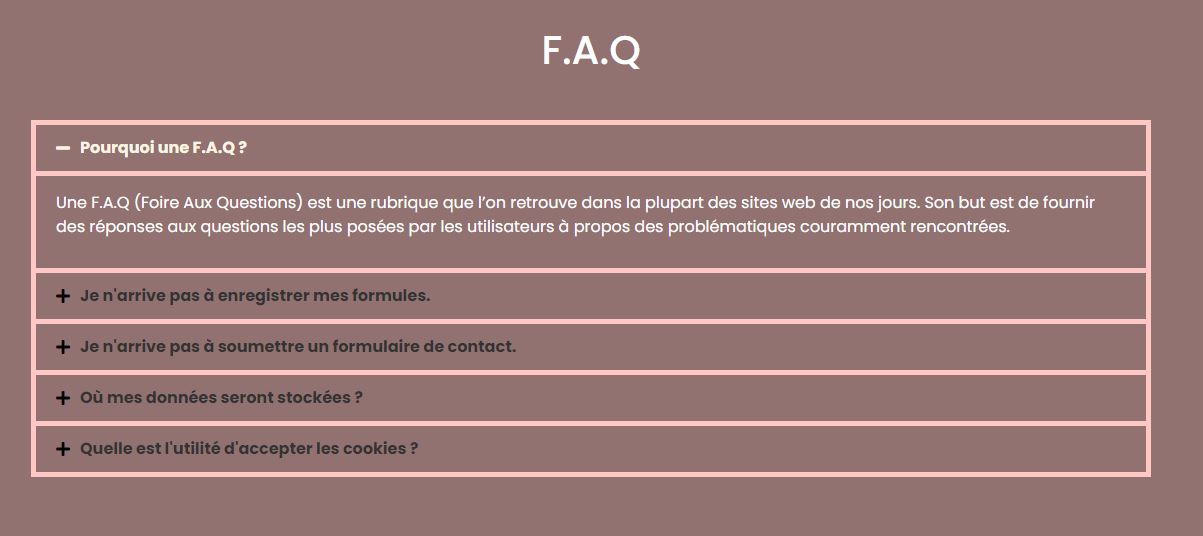 F.A.Q
Pourquoi une F.A.Q ?
Une F.A.Q (Foire Aux Questions) est une rubrique que l’on retrouve dans la plupart des sites web de nos jours. Son but est de fournir
des réponses aux questions les plus posées par les utilisateurs à propos des problématiques couramment rencontrées.
Je n'arrive pas à enregistrer mes formules.
Je n'arrive pas à soumettre un formulaire de contact.
Où mes données seront stockées ?
Quelle est l'utilité d'accepter les cookies ?